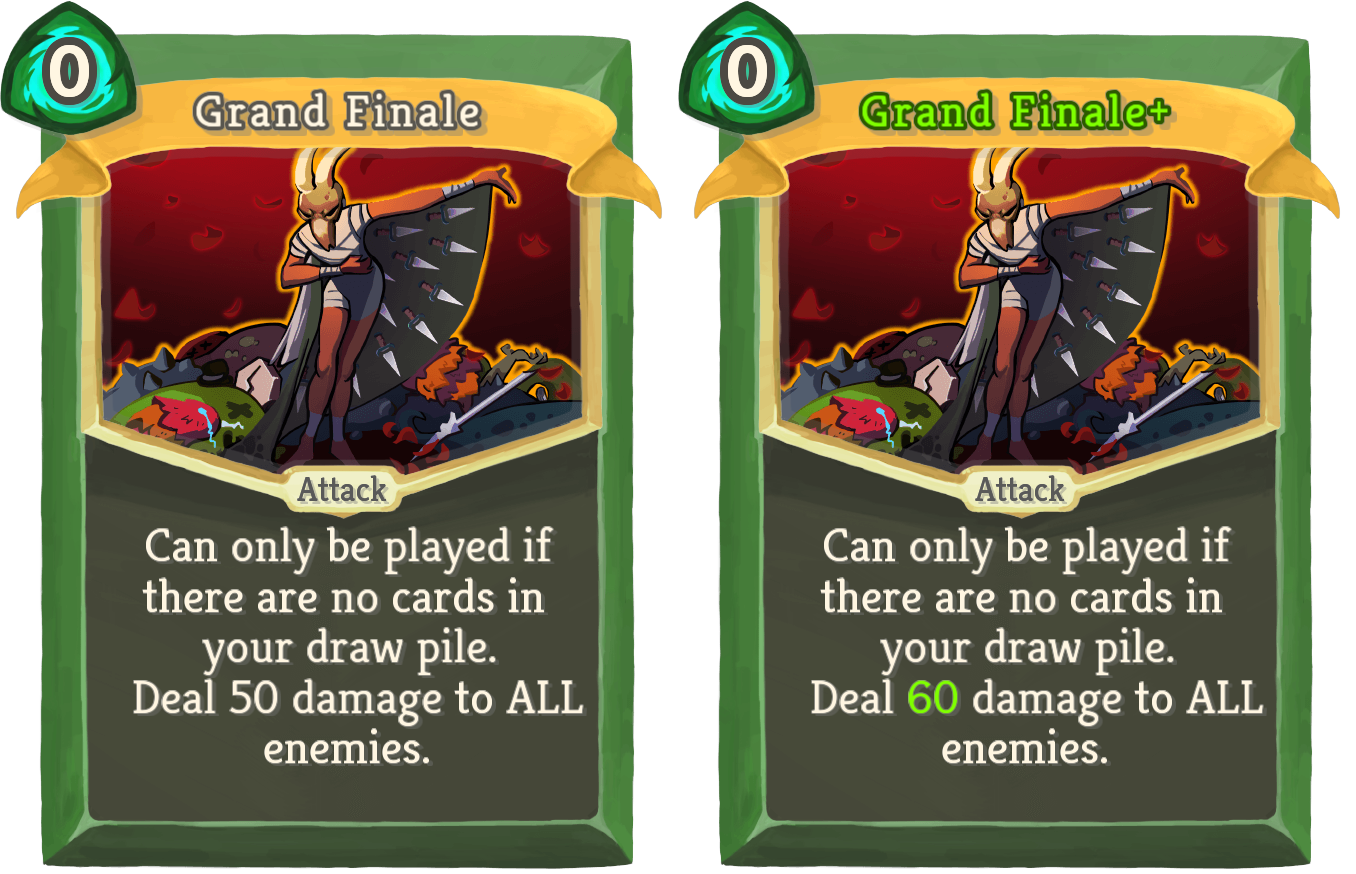 0
Grand Finale
Attack
Can only be played if
there are no cards in
your draw pile.
Deal 50 damage to ALL
enemies.
0
Grand Finale+
Attack
Can only be played if
there are no cards in
your draw pile.
Deal 60 damage to ALL
enemies.